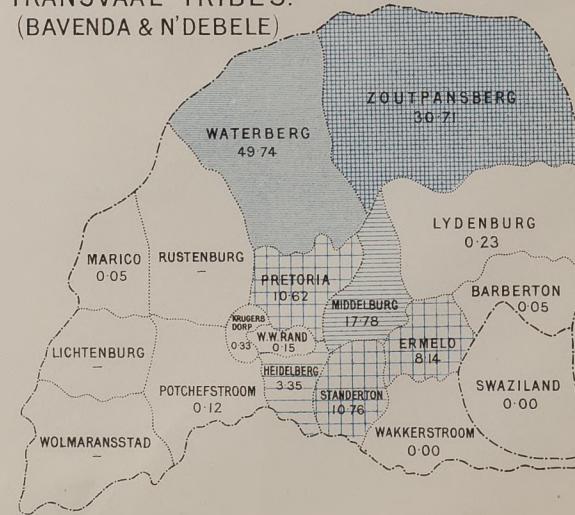 TRANSVAAL TRIBES.
(BAVENDA & N'DEBELE)
ZOUTPANSBERG
30·71
WATERBERG
49·74
LYDENBURG
0·23
MARICO
0·05
RUSTENBURG
—
PRETORIA
10·62
MIDDELBURG
17·78
BARBERTON
0·05
KRUGERS
DORP
0·33
W.W.RAND
0·15
ERMELO
8·14
LICHTENBURG
—
HEIDELBERG
3·35
SWAZILAND
0·00
POTCHEFSTROOM
0·12
STANDERTON
10·76
WAKKERSTROOM
0·00
WOLMARANSSTAD
—